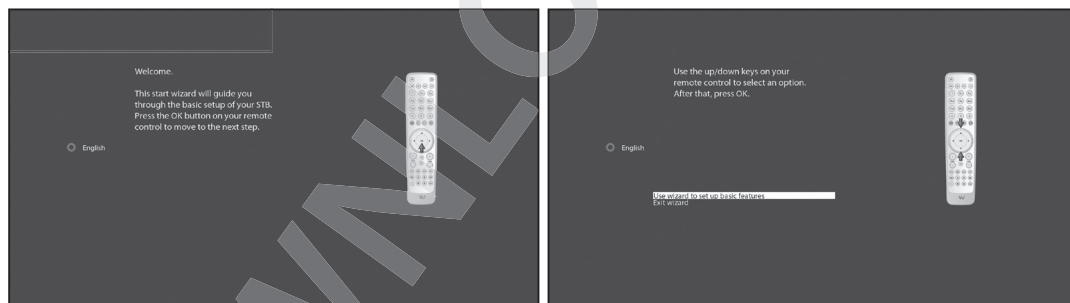 Welcome.
This start wizard will guide you
through the basic setup of your STB.
Press the OK button on your remote
control to move to the next step.
English
Use the up/down keys on your
remote control to select an option.
After that, press OK.
English
Use wizard to set up basic features
Exit wizard